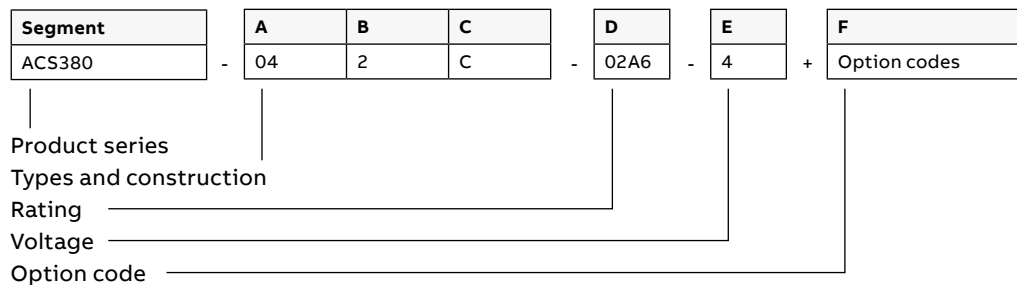 Segment A B C D E F
ACS380 - 04 2 C - 02A6 - 4 + Option codes
Product series
Types and construction
Rating
Voltage
Option code